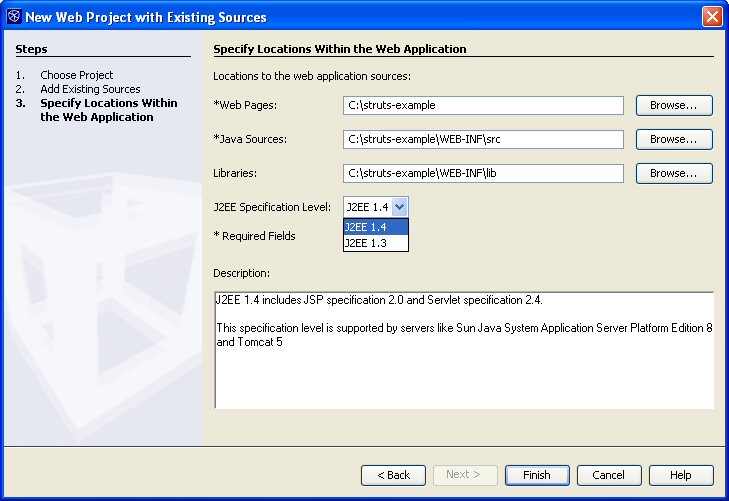 New Web Project with Existing Sources
Steps
1. Choose Project
2. Add Existing Sources
3. Specify Locations Within
the Web Application
Specify Locations Within the Web Application
Locations to the web application sources:
*Web Pages: C:\struts-example Browse...
*Java Sources: C:\struts-example\WEB-INF\src Browse...
Libraries: C:\struts-example\WEB-INF\lib Browse...
J2EE Specification Level: J2EE 1.4
J2EE 1.4
* Required Fields
J2EE 1.3
Description:
J2EE 1.4 includes JSP specification 2.0 and Servlet specification 2.4.
This specification level is supported by servers like Sun Java System Application Server Platform Edition 8
and Tomcat 5
< Back Next > Finish Cancel Help